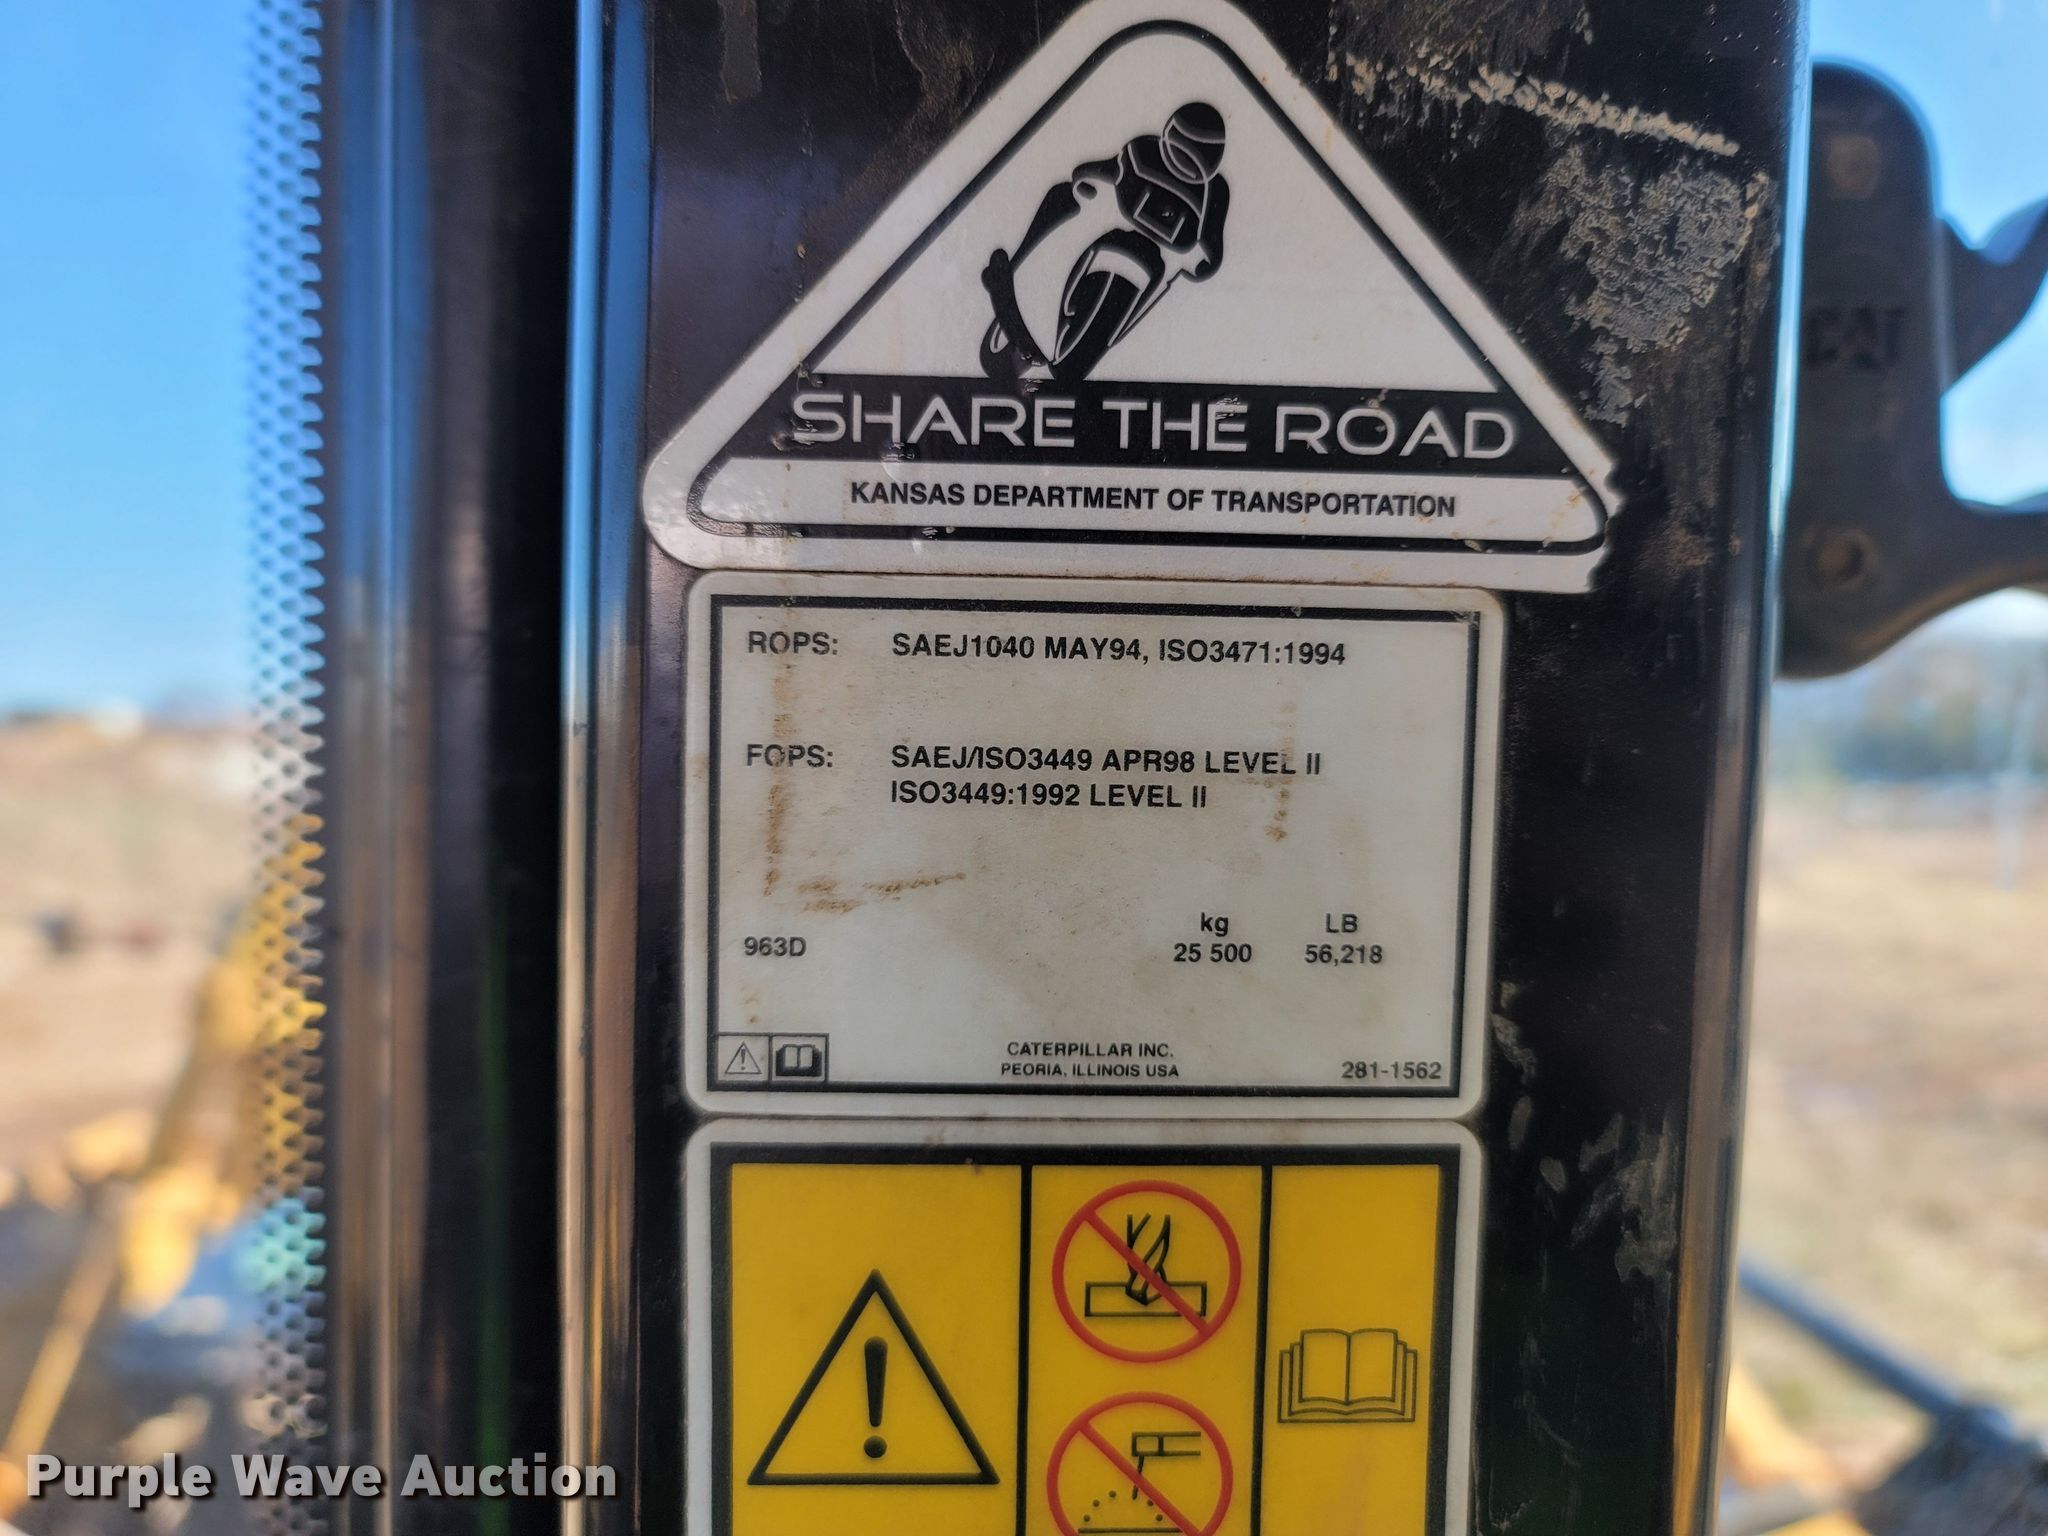 SHARE THE ROAD
KANSAS DEPARTMENT OF TRANSPORTATION
CAT
ROPS: SAEJ1040 MAY94, ISO3471:1994
FOPS: SAEJ/ISO3449 APR98 LEVEL II
ISO3449:1992 LEVEL II
kg LB
963D 25 500 56,218
CATERPILLAR INC.
PEORIA, ILLINOIS USA 281-1562
Purple Wave Auction